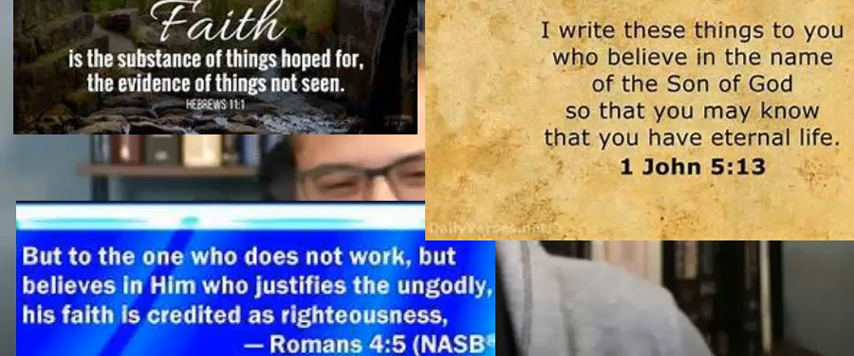 Faith
is the substance of things hoped for,
the evidence of things not seen.
HEBREWS 11:1
I write these things to you
who believe in the name
of the Son of God
so that you may know
that you have eternal life.
1 John 5:13
DailyVerses.net
But to the one who does not work, but
believes in Him who justifies the ungodly,
his faith is credited as righteousness,
— Romans 4:5 (NASB®